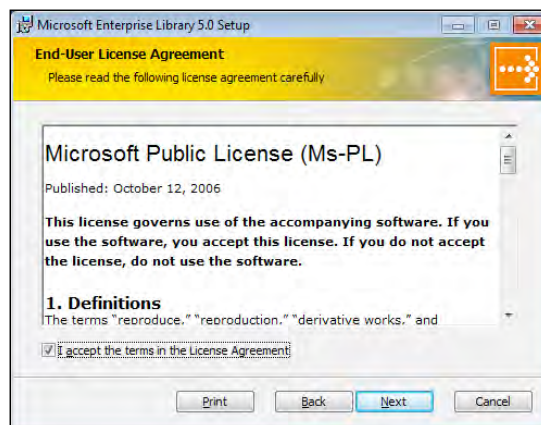 Microsoft Enterprise Library 5.0 Setup
End-User License Agreement
Please read the following license agreement carefully
Microsoft Public License (Ms-PL)
Published: October 12, 2006
This license governs use of the accompanying software. If you
use the software, you accept this license. If you do not accept
the license, do not use the software.
1. Definitions
The terms “reproduce,” “reproduction,” “derivative works,” and
I accept the terms in the License Agreement
Print
Back
Next
Cancel